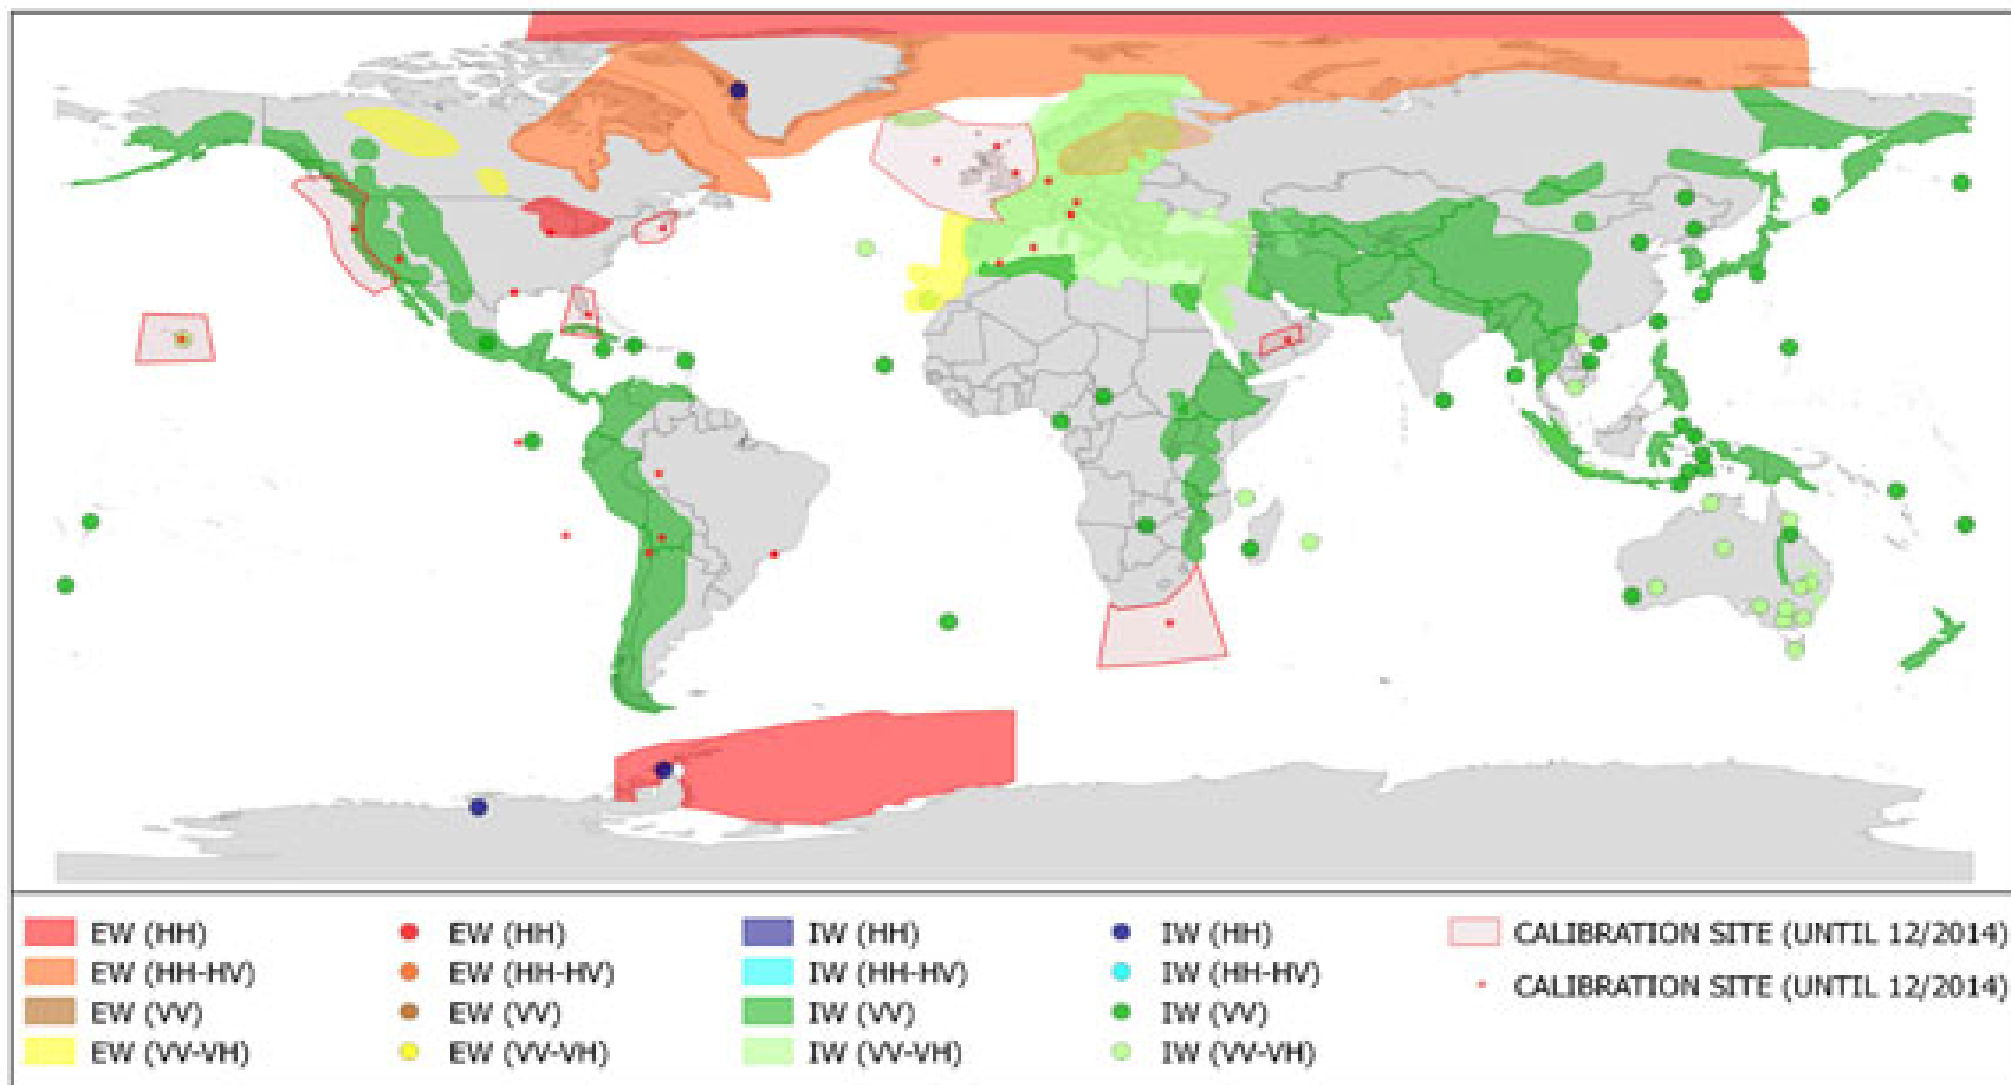 EW (HH) EW (HH) IW (HH) IW (HH) CALIBRATION SITE (UNTIL 12/2014)
EW (HH-HV) EW (HH-HV) IW (HH-HV) IW (HH-HV) CALIBRATION SITE (UNTIL 12/2014)
EW (VV) EW (VV) IW (VV) IW (VV)
EW (VV-VH) EW (VV-VH) IW (VV-VH) IW (VV-VH)